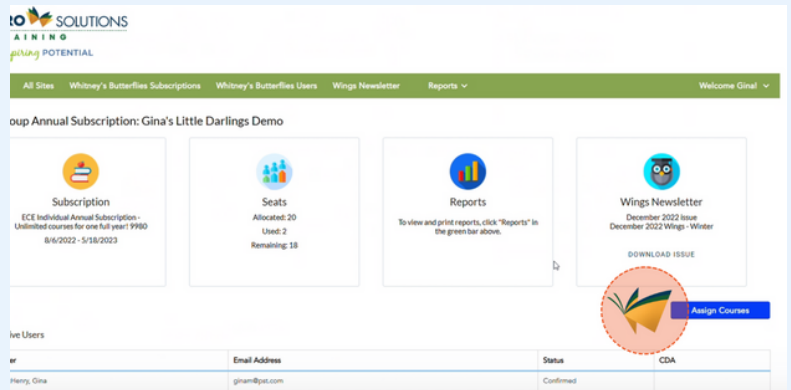 RO SOLUTIONS
AINING
piring POTENTIAL
All Sites Whitney's Butterflies Subscriptions Whitney's Butterflies Users Wings Newsletter Reports Welcome Gina!
oup Annual Subscription: Gina's Little Darlings Demo
Subscription
ECE Individual Annual Subscription -
Unlimited courses for one full year! 9980
8/6/2022 - 5/18/2023
Seats
Allocated: 20
Used: 2
Remaining: 18
Reports
To view and print reports, click "Reports" in
the green bar above.
Wings Newsletter
December 2022 issue
December 2022 Wings - Winter
DOWNLOAD ISSUE
Assign Courses
ive Users
er Email Address Status CDA
Henry, Gina ginam@pst.com Confirmed